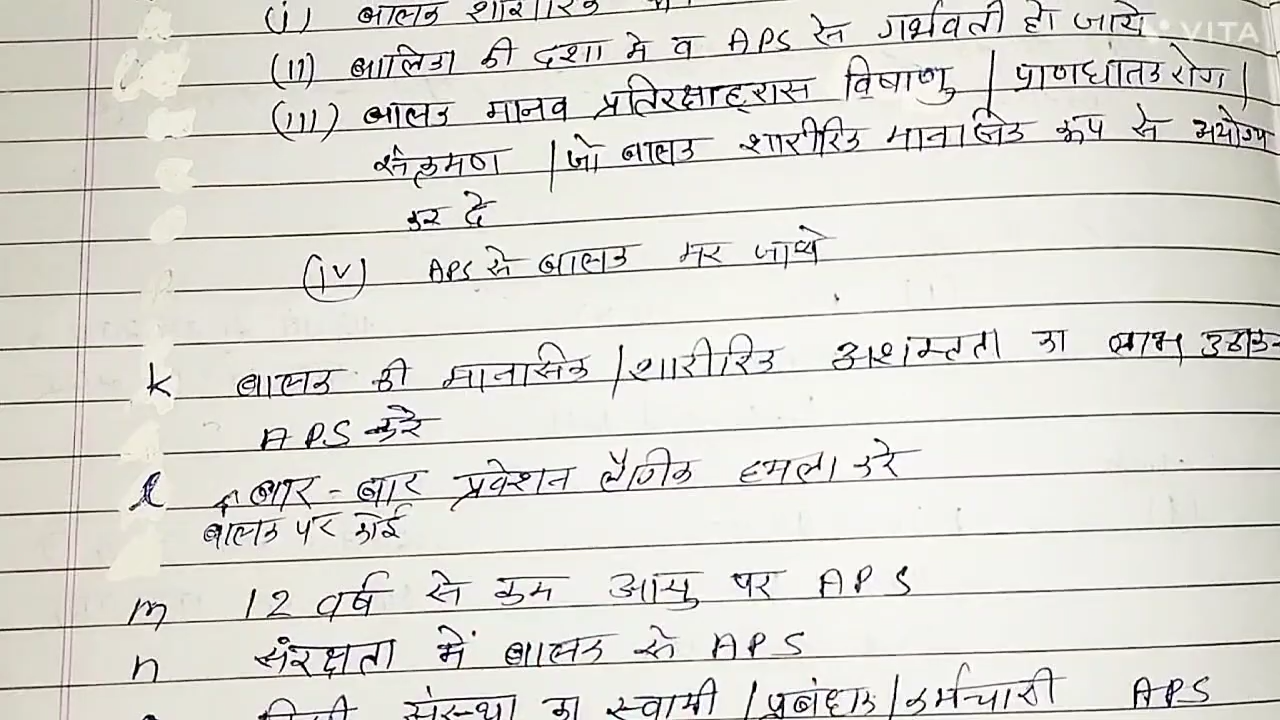 (i) बालक शारीरिक
(ii) बालिका की दशा मे व APS से गर्भवती हो जाये
(iii) बालक मानव प्रतिरक्षाह्रास विषाणु / प्राणघातक रोग /
संक्रमण / जो बालक शारीरिक मानसिक रूप से अयोग्य
कर दे
(iv) APS से बालक मर जाये
k बालक की मानसिक / शारीरिक अशक्तता का लाभ उठाकर
APS करे
l बार-बार प्रवेशन लैंगिक हमला करे
बालक पर कोई
m 12 वर्ष से कम आयु पर APS
n संरक्षता में बालक से APS
किसी संस्था का स्वामी / प्रबंधक / कर्मचारी APS
VITA